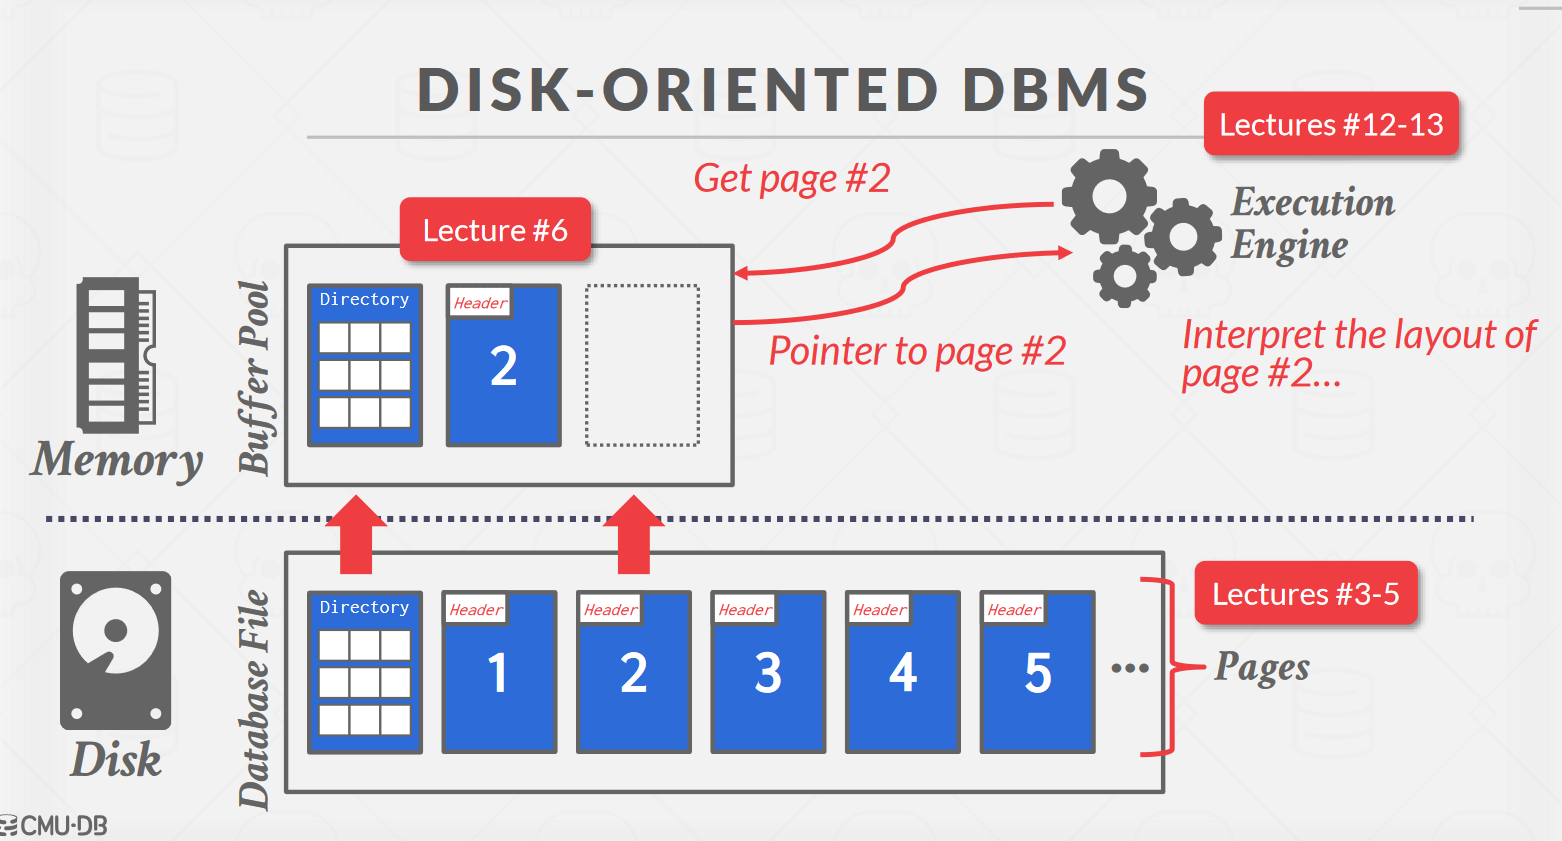 DISK-ORIENTED DBMS
Lectures #12-13
Get page #2
Execution
Engine
Lecture #6
Buffer Pool
Directory
Header
2
Pointer to page #2
Interpret the layout of
page #2...
Memory
Database File
Directory
Header
1
Header
2
Header
3
Header
4
Header
5
...
Lectures #3-5
Pages
Disk
CMU·DB